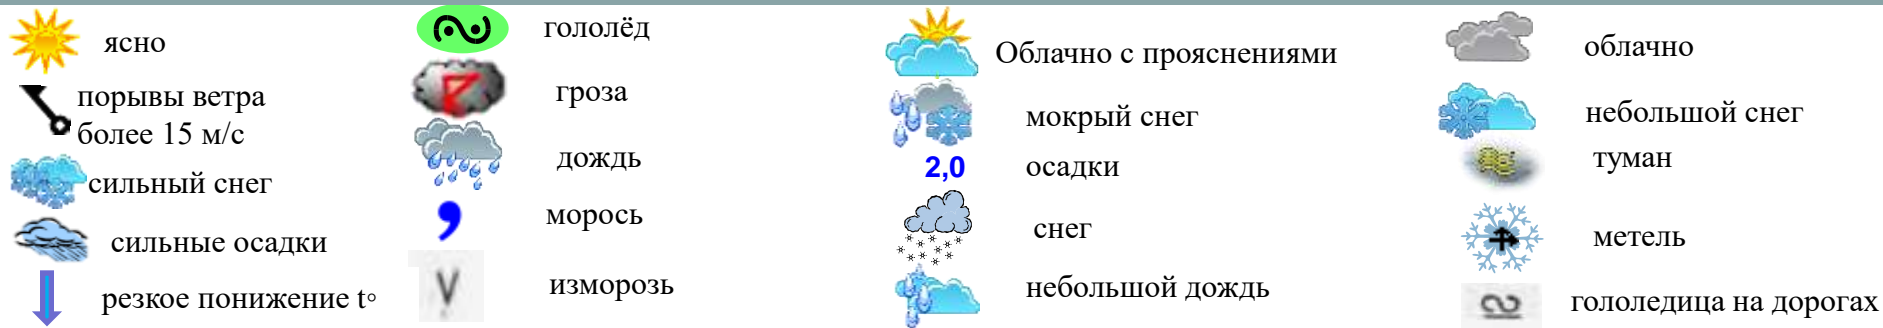 ясно
порывы ветра
более 15 м/с
сильный снег
сильные осадки
резкое понижение t°
гололёд
гроза
дождь
морось
изморозь
Облачно с прояснениями
мокрый снег
2,0 осадки
снег
небольшой дождь
облачно
небольшой снег
туман
метель
гололедица на дорогах